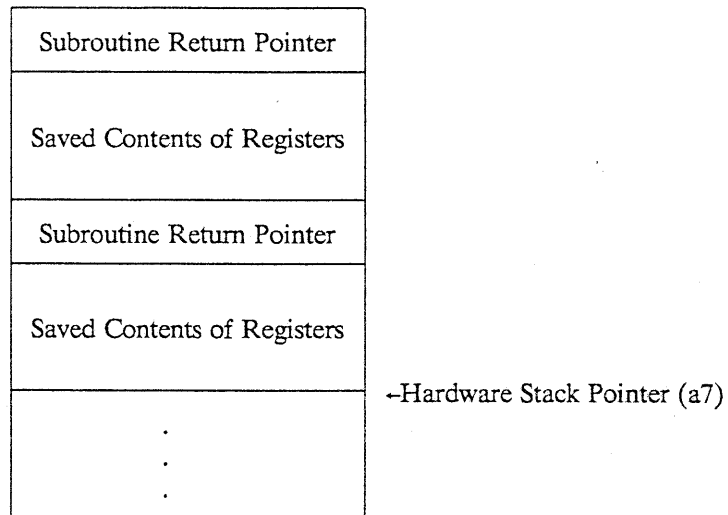 Subroutine Return Pointer
Saved Contents of Registers
Subroutine Return Pointer
Saved Contents of Registers
←Hardware Stack Pointer (a7)
.
.
.